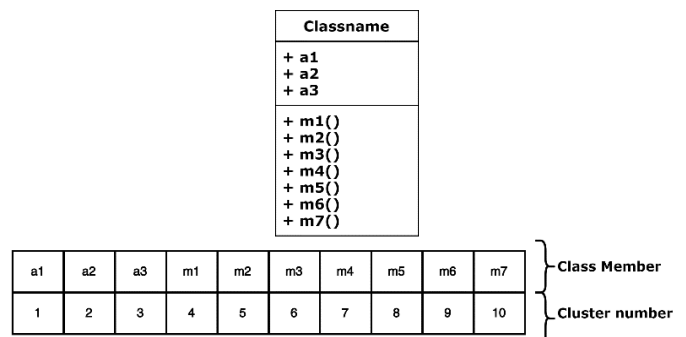 Classname
+ a1
+ a2
+ a3
+ m1()
+ m2()
+ m3()
+ m4()
+ m5()
+ m6()
+ m7()
a1 a2 a3 m1 m2 m3 m4 m5 m6 m7 Class Member
1 2 3 4 5 6 7 8 9 10 Cluster number